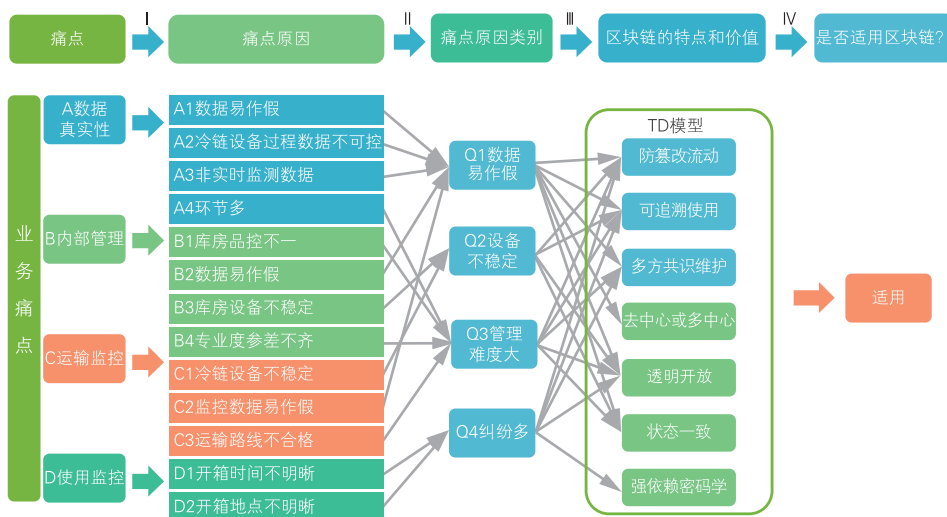 痛点
I
痛点原因
II
痛点原因类别
III
区块链的特点和价值
IV
是否适用区块链?
业务痛点
A数据
真实性
B内部管理
C运输监控
D使用监控
A1数据易作假
A2冷链设备过程数据不可控
A3非实时监测数据
A4环节多
B1库房品控不一
B2数据易作假
B3库房设备不稳定
B4专业度参差不齐
C1冷链设备不稳定
C2监控数据易作假
C3运输路线不合格
D1开箱时间不明晰
D2开箱地点不明晰
Q1数据
易作假
Q2设备
不稳定
Q3管理
难度大
Q4纠纷多
TD模型
防篡改流动
可追溯使用
多方共识维护
去中心或多中心
透明开放
状态一致
强依赖密码学
适用